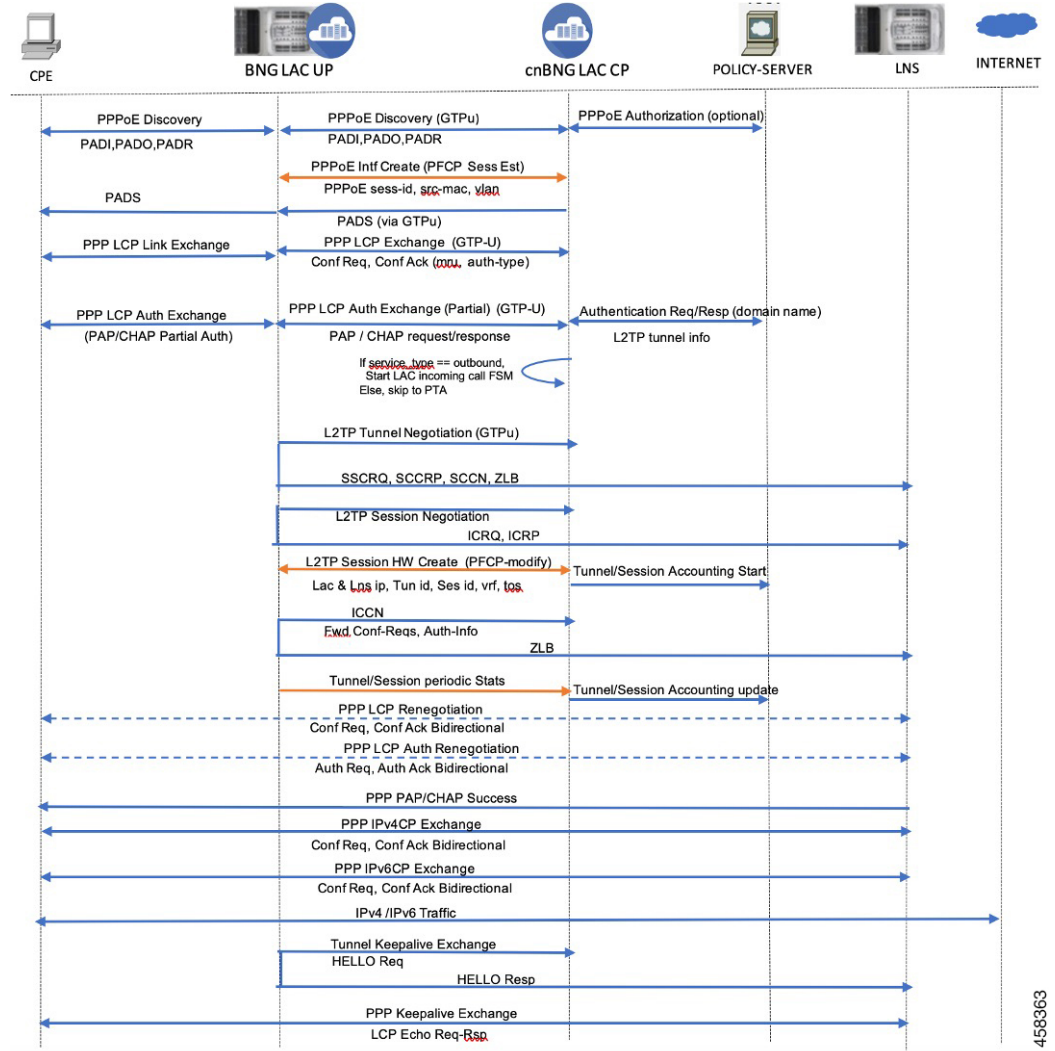 CPE
BNG LAC UP
cnBNG LAC CP
POLICY-SERVER
LNS
INTERNET
PPPoE Discovery
PPPoE Discovery (GTPu)
PPPoE Authorization (optional)
PADI,PADO,PADR
PADI,PADO,PADR
PPPoE Intf Create (PFCP Sess Est)
PPPoE sess-id, src-mac, vlan
PADS
PADS (via GTPu)
PPP LCP Link Exchange
PPP LCP Exchange (GTP-U)
Conf Req, Conf Ack (mru, auth-type)
PPP LCP Auth Exchange
PPP LCP Auth Exchange (Partial) (GTP-U)
Authentication Req/Resp (domain name)
(PAP/CHAP Partial Auth)
PAP / CHAP request/response
L2TP tunnel info
If service_type == outbound,
Start LAC incoming call FSM
Else, skip to PTA
L2TP Tunnel Negotiation (GTPu)
SSCRQ, SCCRP, SCCN, ZLB
L2TP Session Negotiation
ICRQ, ICRP
L2TP Session HW Create (PFCP-modify)
Tunnel/Session Accounting Start
Lac & Lns ip, Tun id, Ses id, vrf, tos
ICCN
Fwd Conf-Reqs, Auth-Info
ZLB
Tunnel/Session periodic Stats
Tunnel/Session Accounting update
PPP LCP Renegotiation
Conf Req, Conf Ack Bidirectional
PPP LCP Auth Renegotiation
Auth Req, Auth Ack Bidirectional
PPP PAP/CHAP Success
PPP IPv4CP Exchange
Conf Req, Conf Ack Bidirectional
PPP IPv6CP Exchange
Conf Req, Conf Ack Bidirectional
IPv4 /IPv6 Traffic
Tunnel Keepalive Exchange
HELLO Req
HELLO Resp
PPP Keepalive Exchange
LCP Echo Req-Rsp
458363